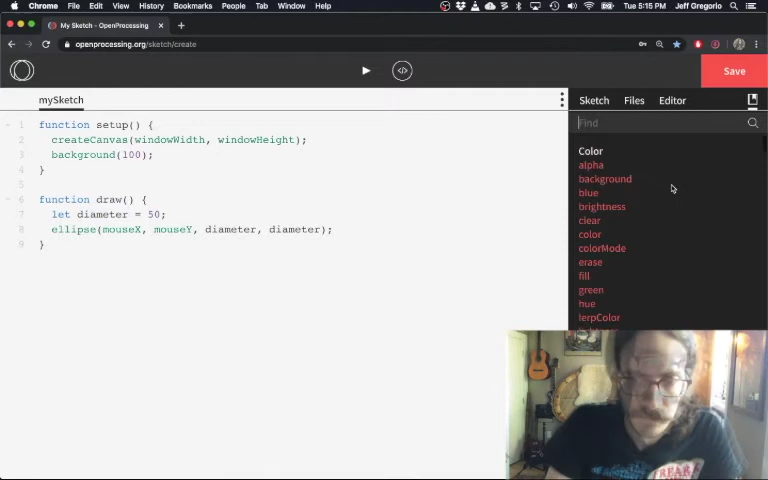 Chrome File Edit View History Bookmarks People Tab Window Help Tue 5:15 PM Jeff Gregorio
My Sketch - OpenProcessing
openprocessing.org/sketch/create
Save
mySketch
Sketch Files Editor
Find
1 function setup() {
2 createCanvas(windowWidth, windowHeight);
3 background(100);
4 }
5
6 function draw() {
7 let diameter = 50;
8 ellipse(mouseX, mouseY, diameter, diameter);
9 }
Color
alpha
background
blue
brightness
clear
color
colorMode
erase
fill
green
hue
lerpColor